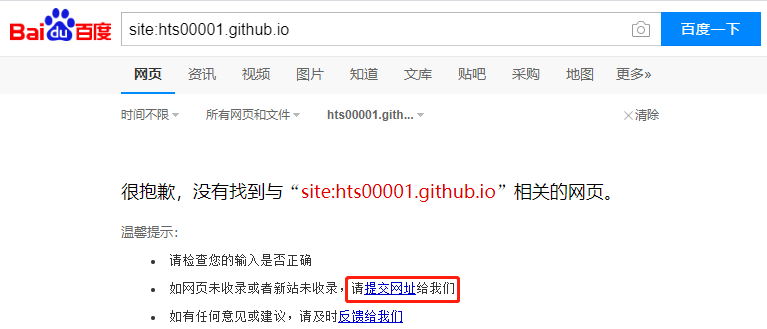 Bai du 百度 site:hts00001.github.io 百度一下
网页 资讯 视频 图片 知道 文库 贴吧 采购 地图 更多»
时间不限 所有网页和文件 hts00001.gith... 清除
很抱歉，没有找到与“site:hts00001.github.io”相关的网页。
温馨提示：
请检查您的输入是否正确
如网页未收录或者新站未收录，请提交网址给我们
如有任何意见或建议，请及时反馈给我们